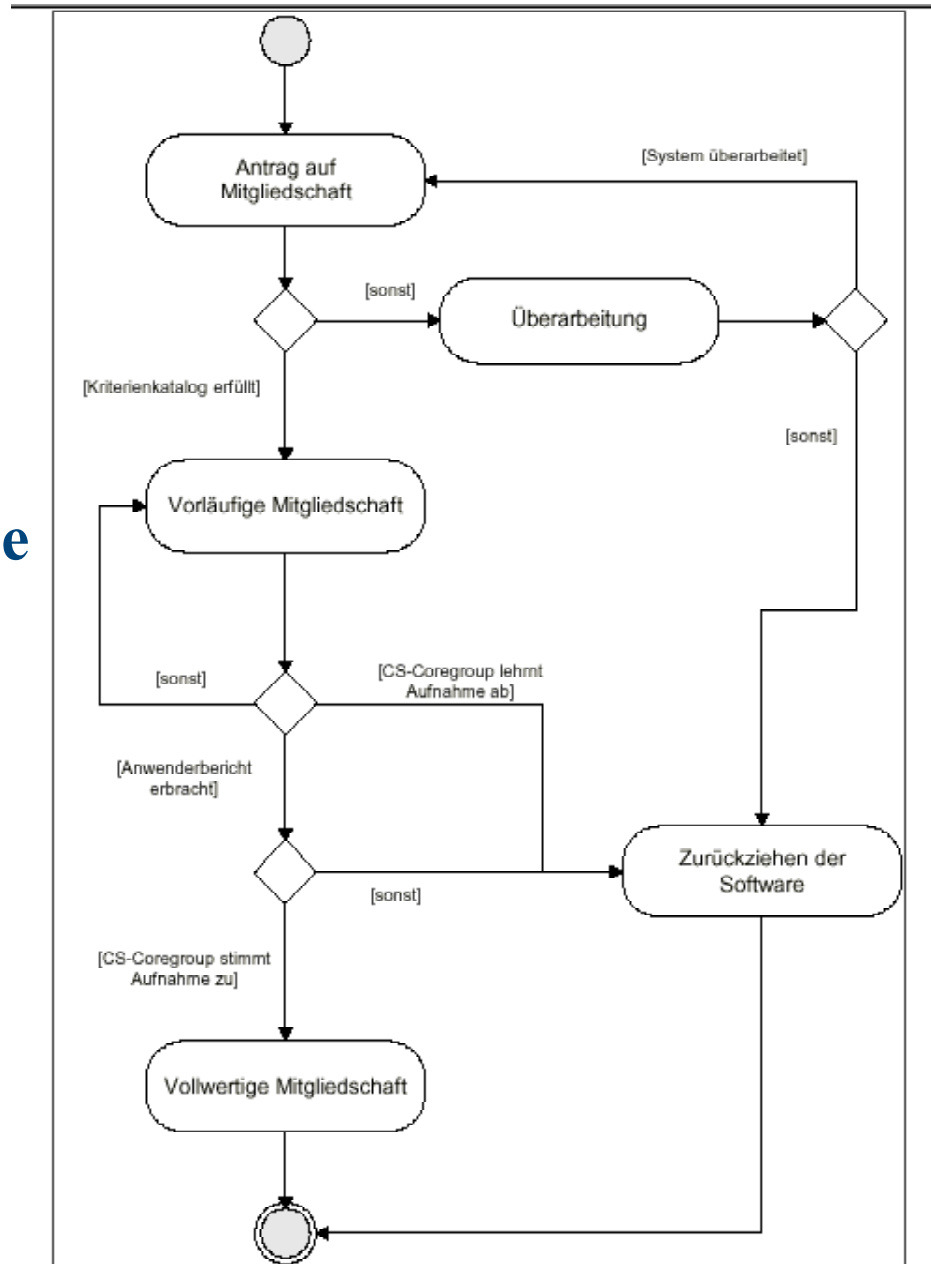 Antrag auf
Mitgliedschaft
[System überarbeitet]
[sonst]
Überarbeitung
[Kriterienkatalog erfüllt]
[sonst]
Vorläufige Mitgliedschaft
e
[sonst]
[CS-Coregroup lehrnt
Aufnahme ab]
[Anwenderbericht
erbracht]
Zurückziehen der
Software
[sonst]
[CS-Coregroup stimmt
Aufnahme zu]
Vollwertige Mitgliedschaft